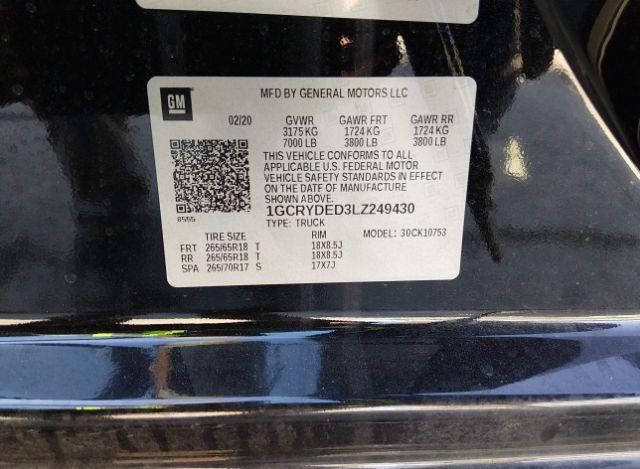 GM
MFD BY GENERAL MOTORS LLC
02/20 GVWR GAWR FRT GAWR RR
3175 KG 1724 KG 1724 KG
7000 LB 3800 LB 3800 LB
THIS VEHICLE CONFORMS TO ALL
APPLICABLE U.S. FEDERAL MOTOR
VEHICLE SAFETY STANDARDS IN EFFECT
ON THE DATE OF MANUFACTURE
SHOWN ABOVE.
8555
1GCRYDED3LZ249430
TYPE: TRUCK MODEL: 30CK10753
TIRE SIZE RIM
FRT 265/65R18 T 18X8.5J
RR 265/65R18 T 18X8.5J
SPA 265/70R17 S 17X7J